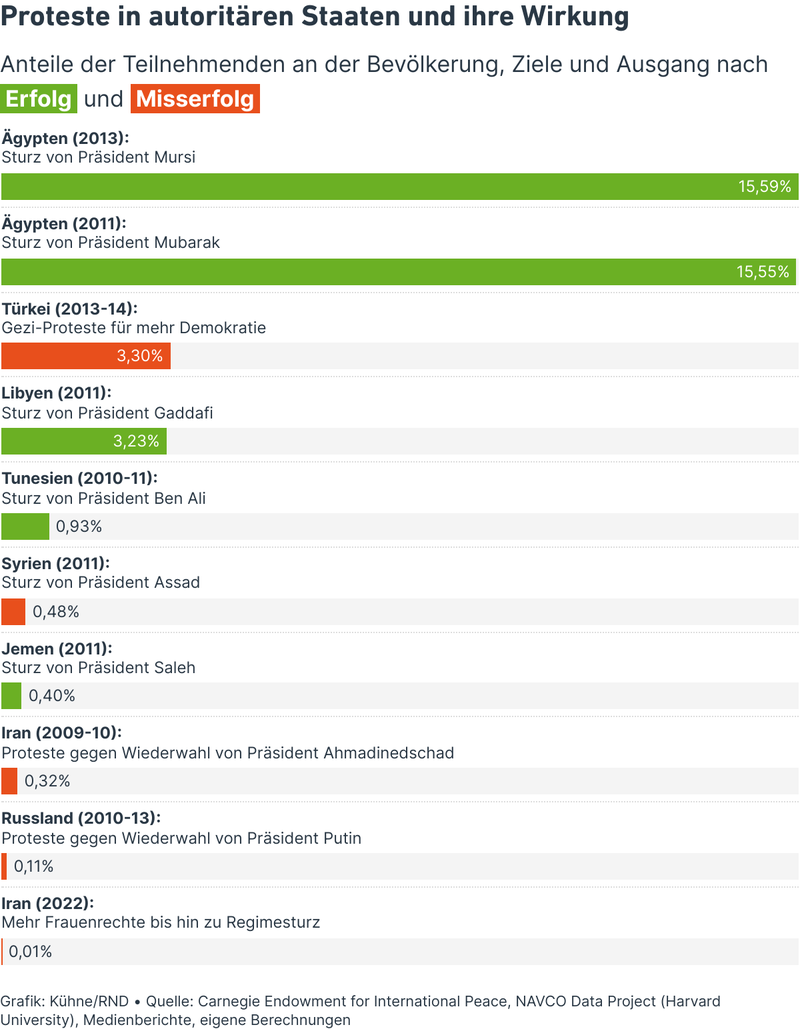 Proteste in autoritären Staaten und ihre Wirkung
Anteile der Teilnehmenden an der Bevölkerung, Ziele und Ausgang nach
Erfolg und Misserfolg
Ägypten (2013):
Sturz von Präsident Mursi
15,59%
Ägypten (2011):
Sturz von Präsident Mubarak
15,55%
Türkei (2013-14):
Gezi-Proteste für mehr Demokratie
3,30%
Libyen (2011):
Sturz von Präsident Gaddafi
3,23%
Tunesien (2010-11):
Sturz von Präsident Ben Ali
0,93%
Syrien (2011):
Sturz von Präsident Assad
0,48%
Jemen (2011):
Sturz von Präsident Saleh
0,40%
Iran (2009-10):
Proteste gegen Wiederwahl von Präsident Ahmadinedschad
0,32%
Russland (2010-13):
Proteste gegen Wiederwahl von Präsident Putin
0,11%
Iran (2022):
Mehr Frauenrechte bis hin zu Regimesturz
0,01%
Grafik: Kühne/RND • Quelle: Carnegie Endowment for International Peace, NAVCO Data Project (Harvard
University), Medienberichte, eigene Berechnungen